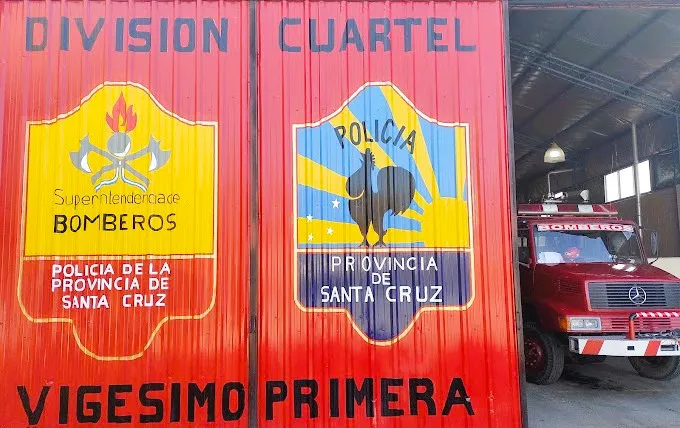 DIVISION CUARTEL
Superintendencia de
BOMBEROS
POLICIA DE LA
PROVINCIA DE
SANTA CRUZ
POLICIA
PROVINCIA
DE
SANTA CRUZ
VIGESIMO PRIMERA
BOMBEROS